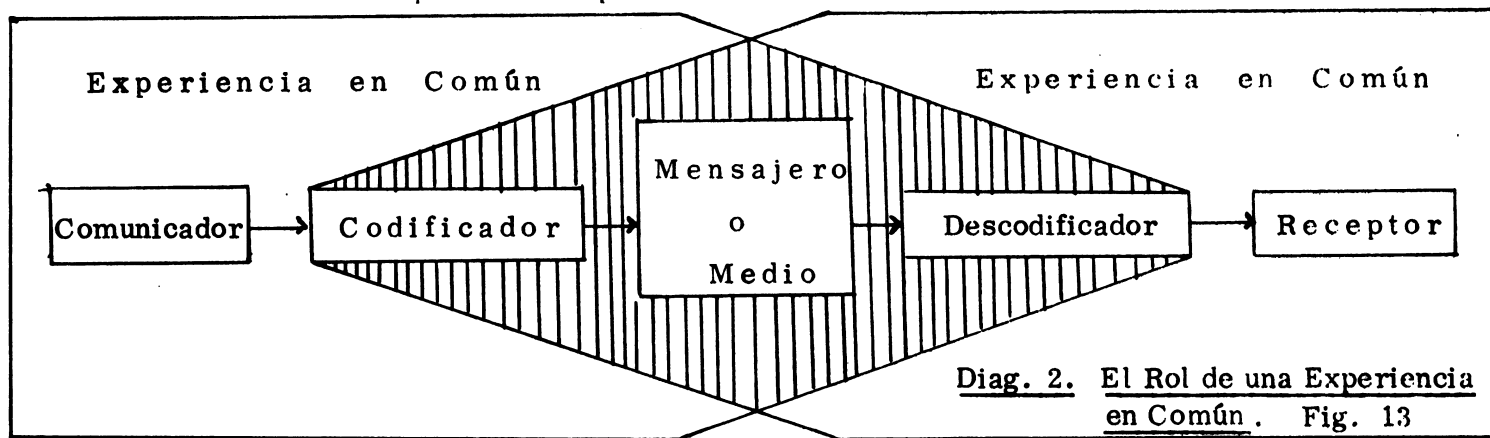 Experiencia en Común
Experiencia en Común
Comunicador
Codificador
Mensajero
o
Medio
Descodificador
Receptor
Diag. 2. El Rol de una Experiencia
en Común. Fig. 13